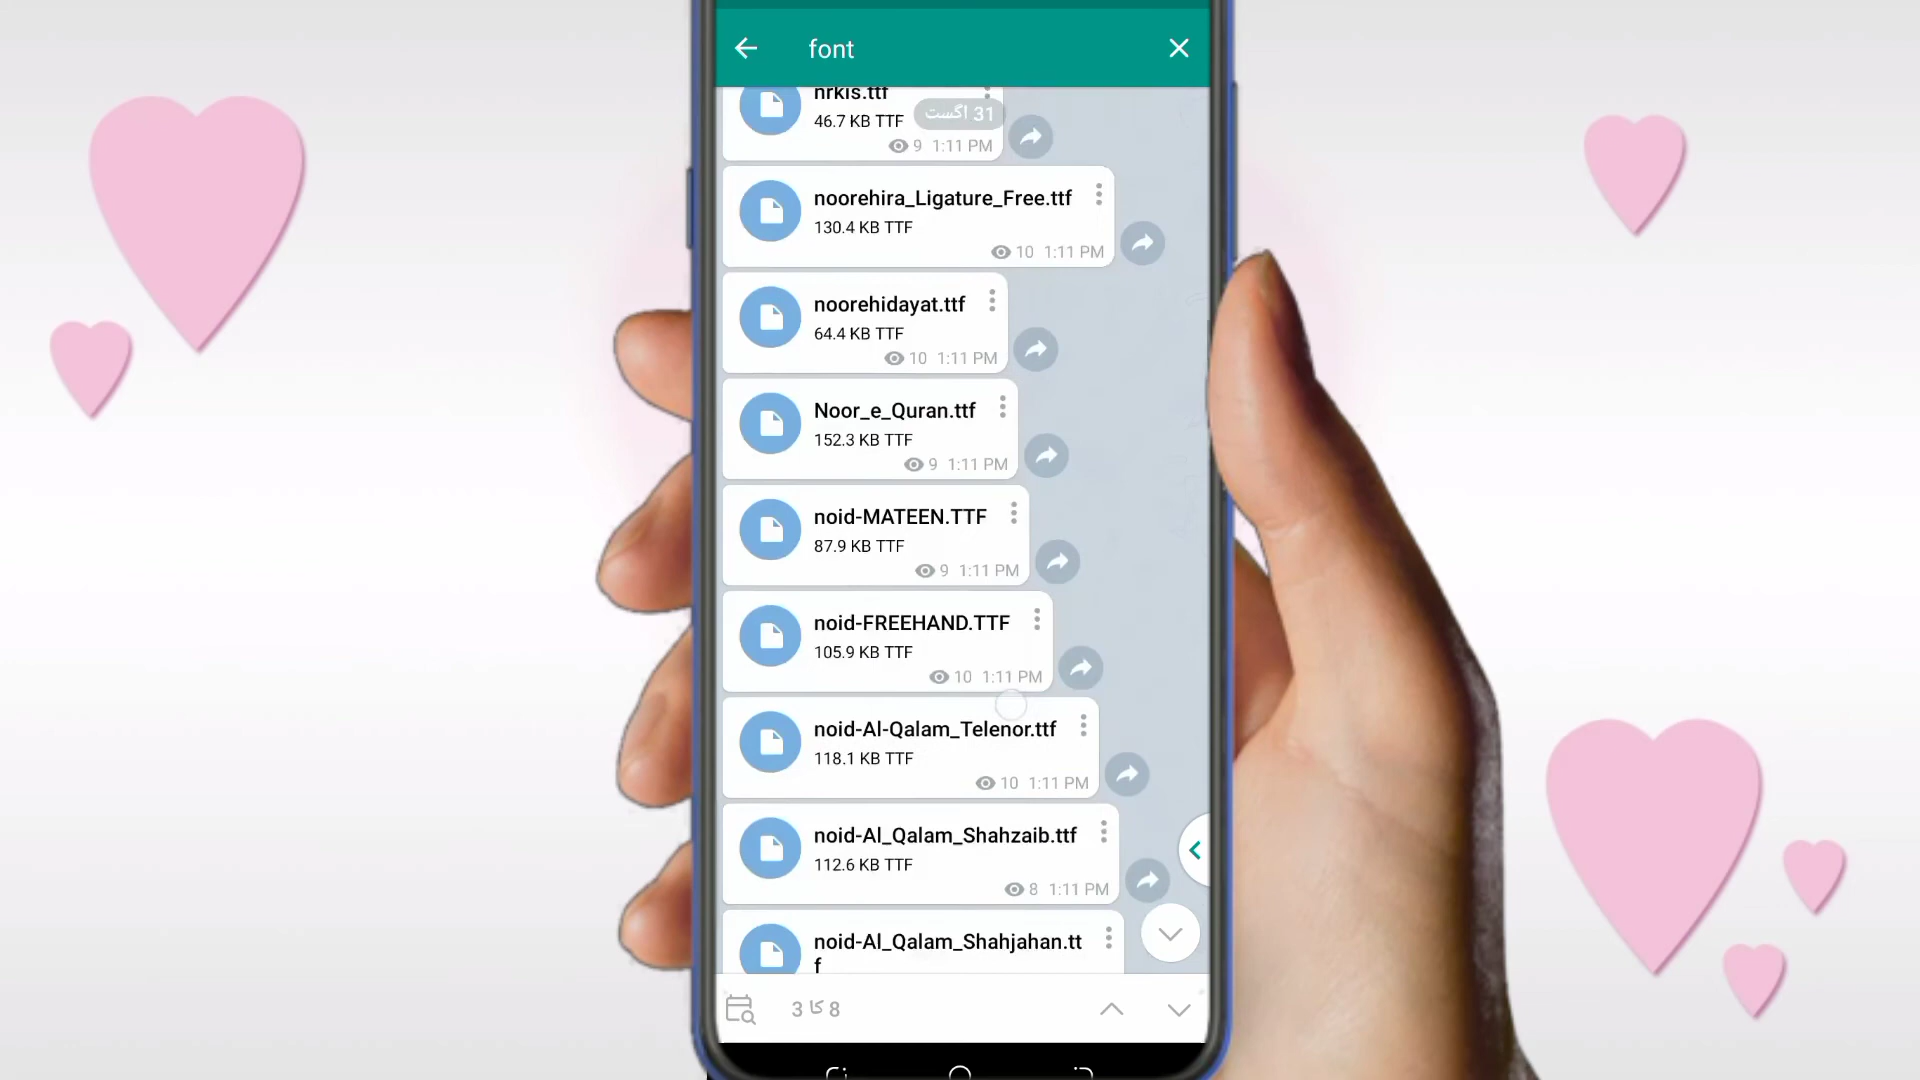 font
nrkis.ttf
46.7 KB TTF
31 اگست
9 1:11 PM
noorehira_Ligature_Free.ttf
130.4 KB TTF
10 1:11 PM
noorehidayat.ttf
64.4 KB TTF
10 1:11 PM
Noor_e_Quran.ttf
152.3 KB TTF
9 1:11 PM
noid-MATEEN.TTF
87.9 KB TTF
9 1:11 PM
noid-FREEHAND.TTF
105.9 KB TTF
10 1:11 PM
noid-Al-Qalam_Telenor.ttf
118.1 KB TTF
10 1:11 PM
noid-Al_Qalam_Shahzaib.ttf
112.6 KB TTF
8 1:11 PM
noid-Al_Qalam_Shahjahan.tt
f
8 کا 3